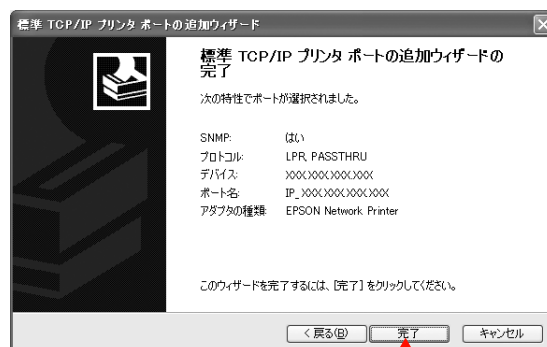 標準 TCP/IP プリンタ ポートの追加ウィザード
標準 TCP/IP プリンタ ポートの追加ウィザードの
完了
次の特性でポートが選択されました。
SNMP: はい
プロトコル: LPR, PASSTHRU
デバイス: XXX.XXX.XXX.XXX
ポート名: IP_XXX.XXX.XXX.XXX
アダプタの種類: EPSON Network Printer
このウィザードを完了するには、[完了] をクリックしてください。
< 戻る(B) 完了 キャンセル